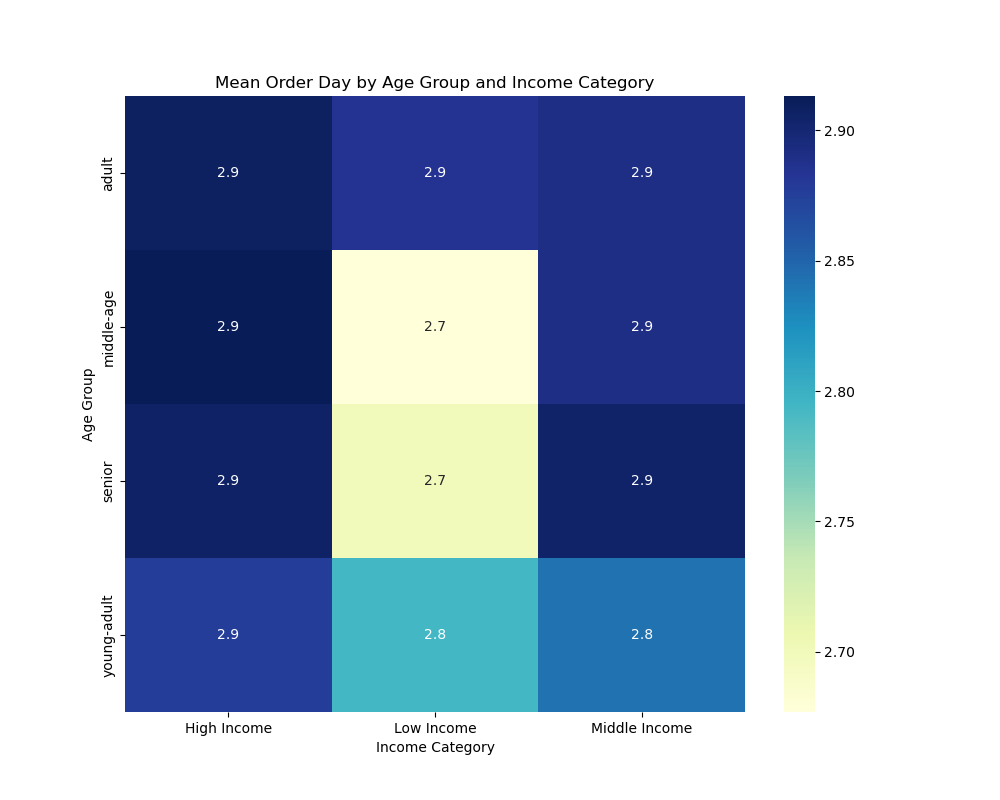 Mean Order Day by Age Group and Income Category
adult
middle-age
senior
young-adult
Age Group
2.9 2.9 2.9
2.9 2.7 2.9
2.9 2.7 2.9
2.9 2.8 2.8
High Income Low Income Middle Income
Income Category
2.90
2.85
2.80
2.75
2.70